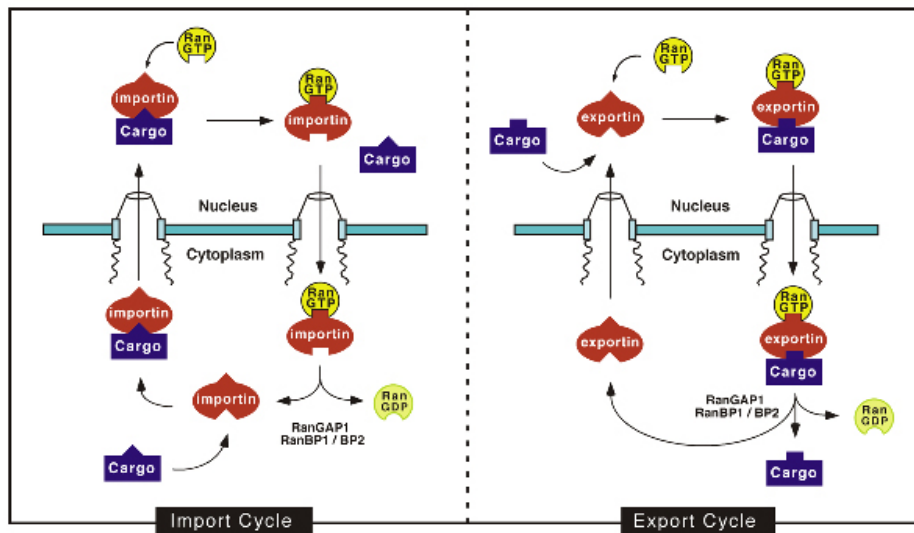 Ran
GTP
importin
Cargo
Ran
GTP
importin
Cargo
Nucleus
Cytoplasm
importin
Cargo
Ran
GTP
importin
importin
Ran
GDP
RanGAP1
RanBP1 / BP2
Cargo
Import Cycle
Ran
GTP
exportin
Cargo
Ran
GTP
exportin
Cargo
Nucleus
Cytoplasm
exportin
Ran
GTP
exportin
Cargo
RanGAP1
RanBP1 / BP2
Ran
GDP
Cargo
Export Cycle